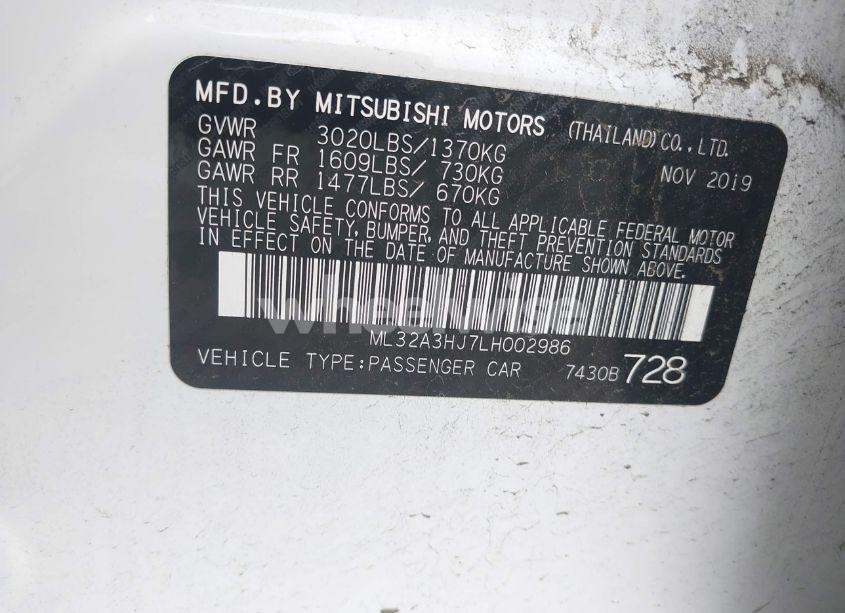 MFD.BY MITSUBISHI MOTORS (THAILAND)CO.,LTD.
GVWR 3020LBS/1370KG
GAWR FR 1609LBS/ 730KG NOV 2019
GAWR RR 1477LBS/ 670KG
THIS VEHICLE CONFORMS TO ALL APPLICABLE FEDERAL MOTOR
VEHICLE SAFETY, BUMPER, AND THEFT PREVENTION STANDARDS
IN EFFECT ON THE DATE OF MANUFACTURE SHOWN ABOVE.
wheelwise
ML32A3HJ7LH002986
VEHICLE TYPE:PASSENGER CAR 7430B 728